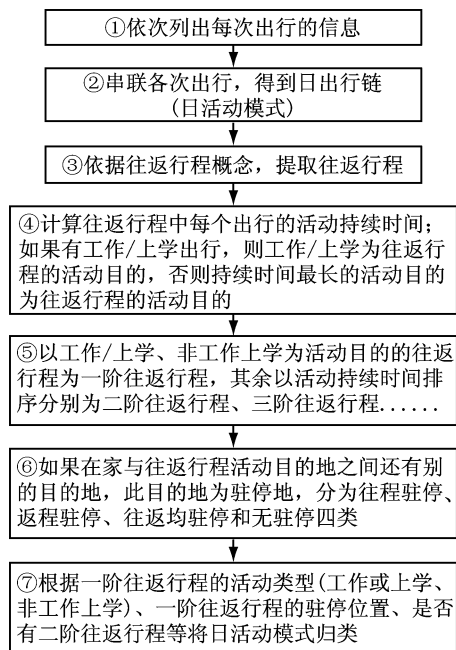 ①依次列出每次出行的信息
②串联各次出行，得到日出行链
(日活动模式)
③依据往返行程概念，提取往返行程
④计算往返行程中每个出行的活动持续时间；
如果有工作/上学出行，则工作/上学为往返行
程的活动目的，否则持续时间最长的活动目的
为往返行程的活动目的
⑤以工作/上学、非工作上学为活动目的的往返
行程为一阶往返行程，其余以活动持续时间排
序分别为二阶往返行程、三阶往返行程......
⑥如果在家与往返行程活动目的地之间还有别
的目的地，此目的地为驻停地，分为往程驻停、
返程驻停、往返均驻停和无驻停四类
⑦根据一阶往返行程的活动类型(工作或上学、
非工作上学)、一阶往返行程的驻停位置、是否
有二阶往返行程等将日活动模式归类